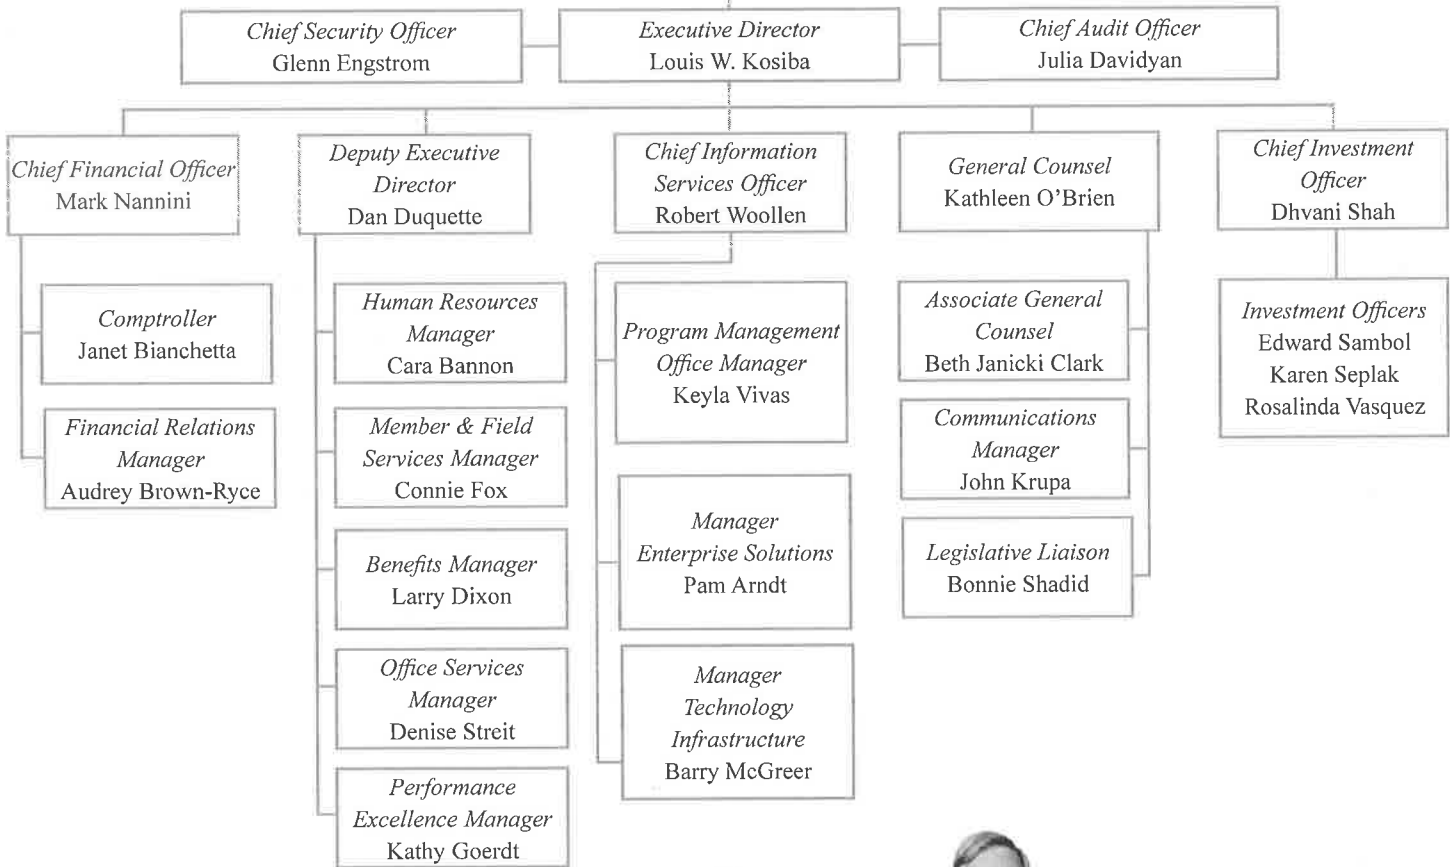 Chief Security Officer
Glenn Engstrom
Executive Director
Louis W. Kosiba
Chief Audit Officer
Julia Davidyan
Chief Financial Officer
Mark Nannini
Comptroller
Janet Bianchetta
Financial Relations
Manager
Audrey Brown-Ryce
Deputy Executive
Director
Dan Duquette
Human Resources
Manager
Cara Bannon
Member & Field
Services Manager
Connie Fox
Benefits Manager
Larry Dixon
Office Services
Manager
Denise Streit
Performance
Excellence Manager
Kathy Goerdt
Chief Information
Services Officer
Robert Woollen
Program Management
Office Manager
Keyla Vivas
Manager
Enterprise Solutions
Pam Arndt
Manager
Technology
Infrastructure
Barry McGreer
General Counsel
Kathleen O’Brien
Associate General
Counsel
Beth Janicki Clark
Communications
Manager
John Krupa
Legislative Liaison
Bonnie Shadid
Chief Investment
Officer
Dhvani Shah
Investment Officers
Edward Sambol
Karen Seplak
Rosalinda Vasquez